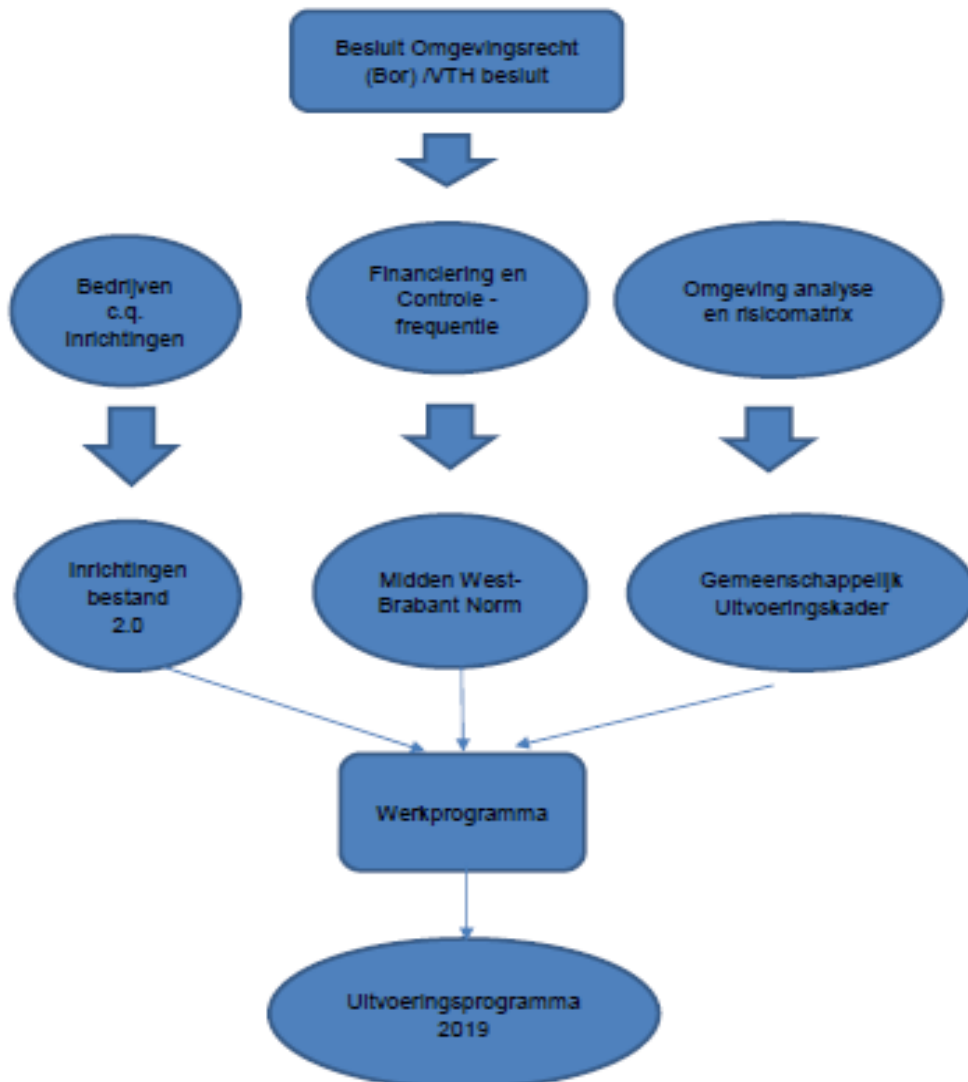 Besluit Omgevingsrecht
(Bor) /VTH besluit
Bedrijven
c.q.
Inrichtingen
Financiering en
Controle -
frequentie
Omgeving analyse
en risicomatrix
Inrichtingen
bestand
2.0
Midden West-
Brabant Norm
Gemeenschappelijk
Uitvoeringskader
Werkprogramma
Uitvoeringsprogramma
2019